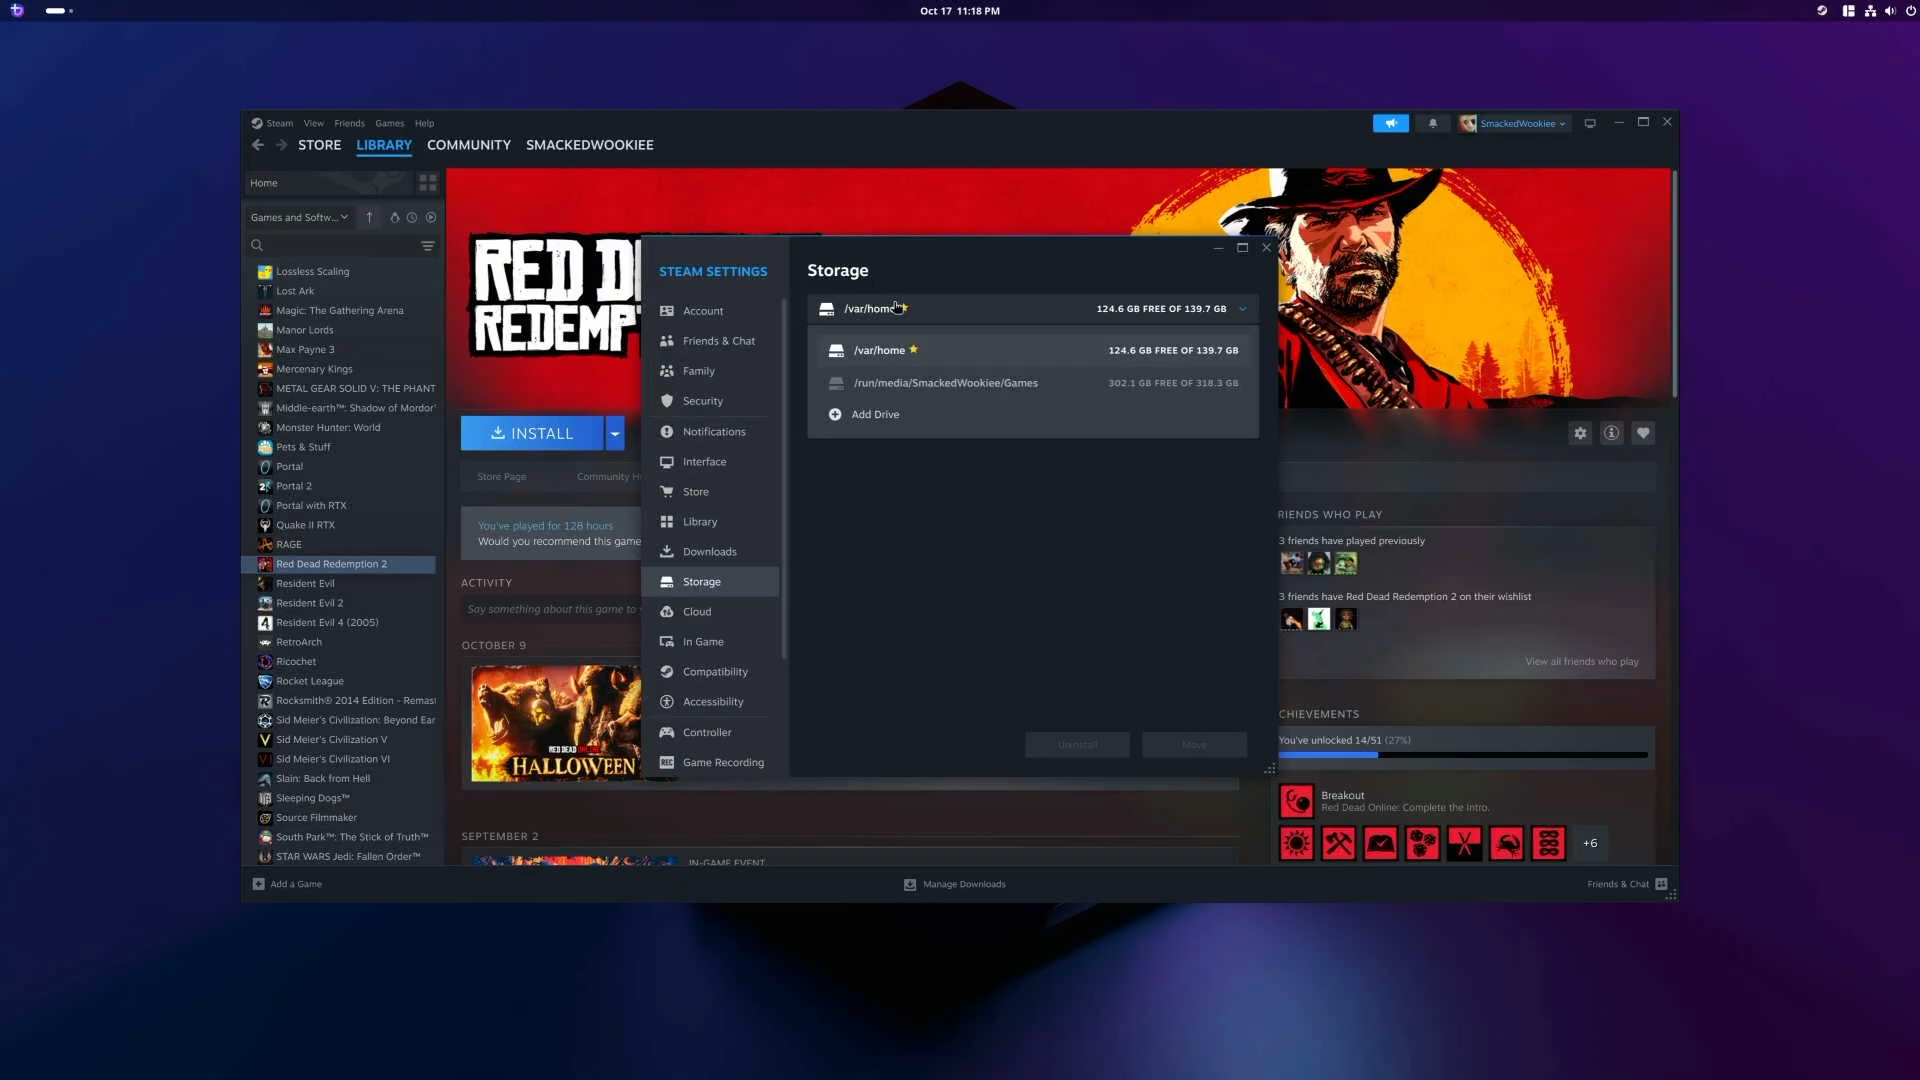 Oct 17 11:18 PM
Steam View Friends Games Help
SmackedWookiee
STORE LIBRARY COMMUNITY SMACKEDWOOKIEE
Home
Games and Softw...
Lossless Scaling
Lost Ark
Magic: The Gathering Arena
Manor Lords
Max Payne 3
Mercenary Kings
METAL GEAR SOLID V: THE PHANT
Middle-earth™: Shadow of Mordor
Monster Hunter: World
Pets & Stuff
Portal
Portal 2
Portal with RTX
Quake II RTX
RAGE
Red Dead Redemption 2
Resident Evil
Resident Evil 2
Resident Evil 4 (2005)
RetroArch
Ricochet
Rocket League
Rocksmith® 2014 Edition - Remast
Sid Meier's Civilization: Beyond Ear
Sid Meier's Civilization V
Sid Meier's Civilization VI
Slain: Back from Hell
Sleeping Dogs™
Source Filmmaker
South Park™: The Stick of Truth™
STAR WARS Jedi: Fallen Order™
Add a Game
RED D
REDEMP
INSTALL
Store Page Community H
You've played for 128 hours
Would you recommend this game
ACTIVITY
Say something about this game to
OCTOBER 9
RED DEAD ONLINE
HALLOWEEN
SEPTEMBER 2
IN-GAME EVENT
STEAM SETTINGS
Account
Friends & Chat
Family
Security
Notifications
Interface
Store
Library
Downloads
Storage
Cloud
In Game
Compatibility
Accessibility
Controller
REC Game Recording
Storage
/var/home 124.6 GB FREE OF 139.7 GB
/var/home 124.6 GB FREE OF 139.7 GB
/run/media/SmackedWookiee/Games 302.1 GB FREE OF 318.3 GB
Add Drive
Uninstall Move
RIENDS WHO PLAY
3 friends have played previously
3 friends have Red Dead Redemption 2 on their wishlist
View all friends who play
CHIEVEMENTS
You've unlocked 14/51 (27%)
Breakout
Red Dead Online: Complete the Intro.
+6
Manage Downloads
Friends & Chat